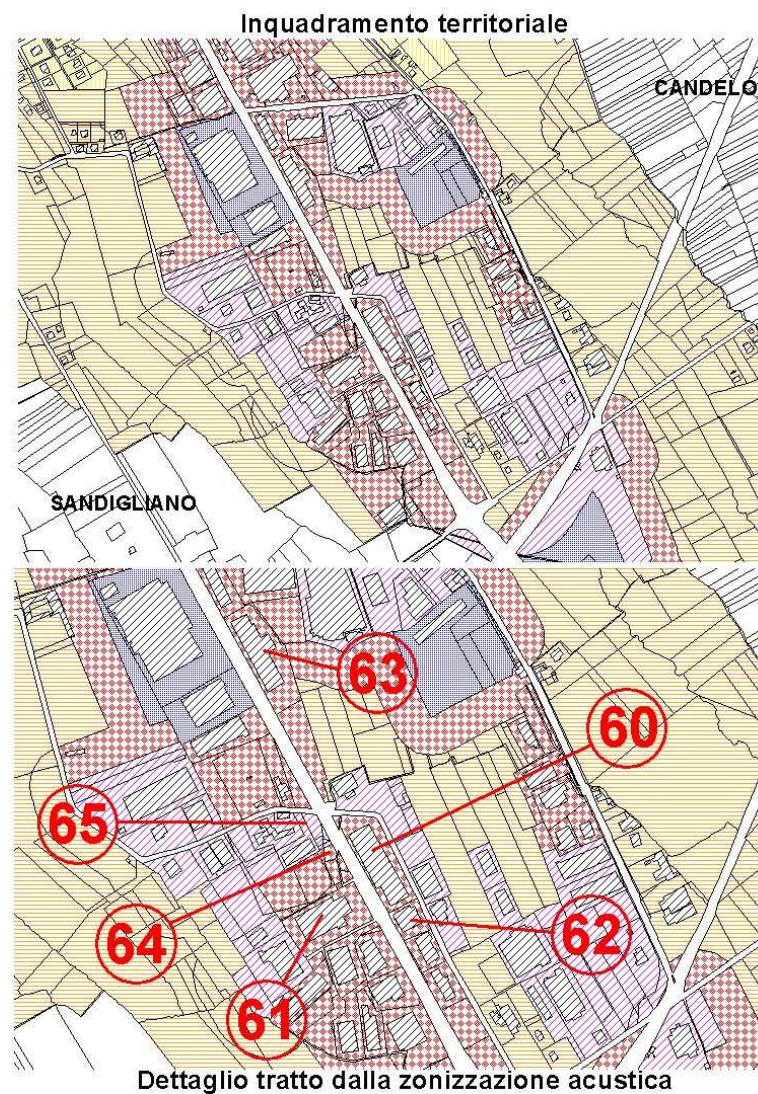 Inquadramento territoriale
CANDELO
SANDIGLIANO
63
60
65
64
62
61
Dettaglio tratto dalla zonizzazione acustica